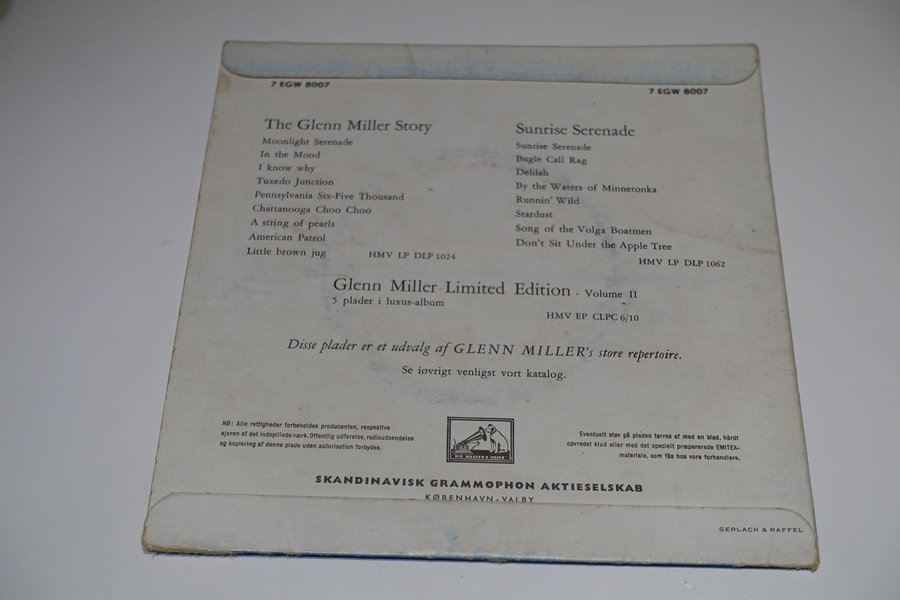 7 EGW 8007
7 EGW 8007
The Glenn Miller Story
Moonlight Serenade
In the Mood
I know why
Tuxedo Junction
Pennsylvania Six-Five Thousand
Chattanooga Choo Choo
A string of pearls
American Patrol
Little brown jug
HMV LP DLP 1024
Sunrise Serenade
Sunrise Serenade
Bugle Call Rag
Delilah
By the Waters of Minnetonka
Runnin' Wild
Stardust
Song of the Volga Boatmen
Don't Sit Under the Apple Tree
HMV LP DLP 1062
Glenn Miller Limited Edition - Volume II
5 plader i luxus-album
HMV EP CLPC 6/10
Disse plader er et udvalg af GLENN MILLER's store repertoire.
Se iøvrigt venligst vort katalog.
NB: Alle rettigheder forbeholdes producenten, respektive
ejeren af det indspillede værk. Offentlig udførelse, radioudsendelse
og kopiering af denne plade uden autorisation forbydes.
HIS MASTER'S VOICE
Eventuelt støv på pladen tørres af med en blød, hårdt
opvredet klud eller med det specielt præparerede EMITEX-
materiale, som fås hos vore forhandlere.
SKANDINAVISK GRAMMOPHON AKTIESELSKAB
KØBENHAVN-VALBY
GERLACH & RAFFEL